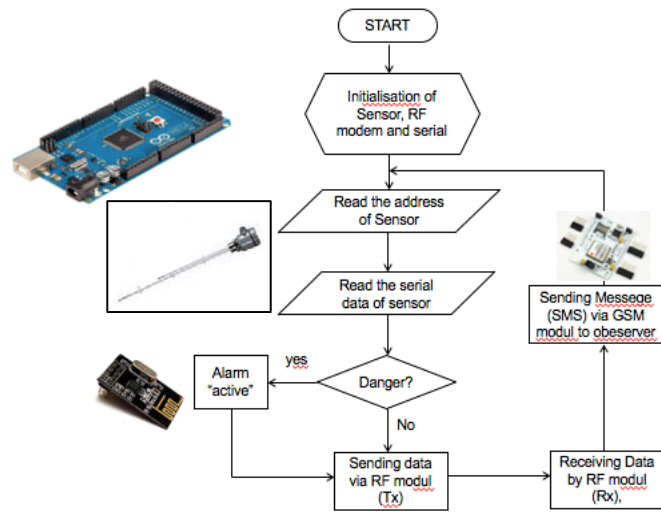 START
Initialisation of
Sensor, RF
modem and serial
Read the address
of Sensor
Read the serial
data of sensor
Danger?
yes
Alarm
“active”
No
Sending data
via RF modul
(Tx)
Receiving Data
by RF modul
(Rx),
Sending Messege
(SMS) via GSM
modul to obeserver